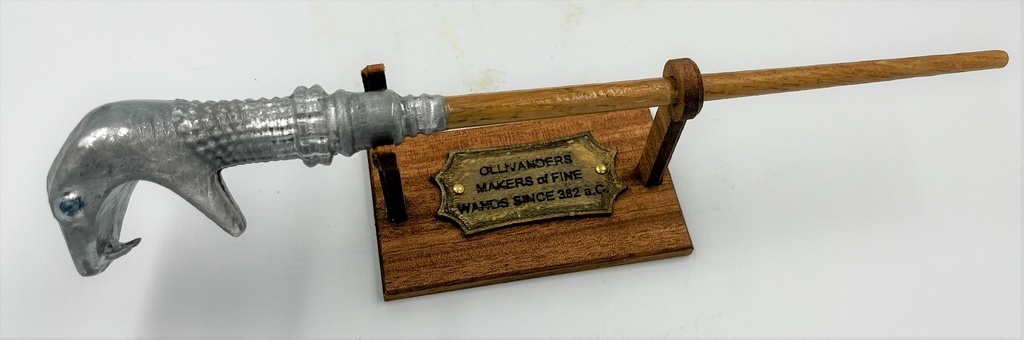 OLLIVANDERS
MAKERS of FINE
WANDS SINCE 382 a.C.